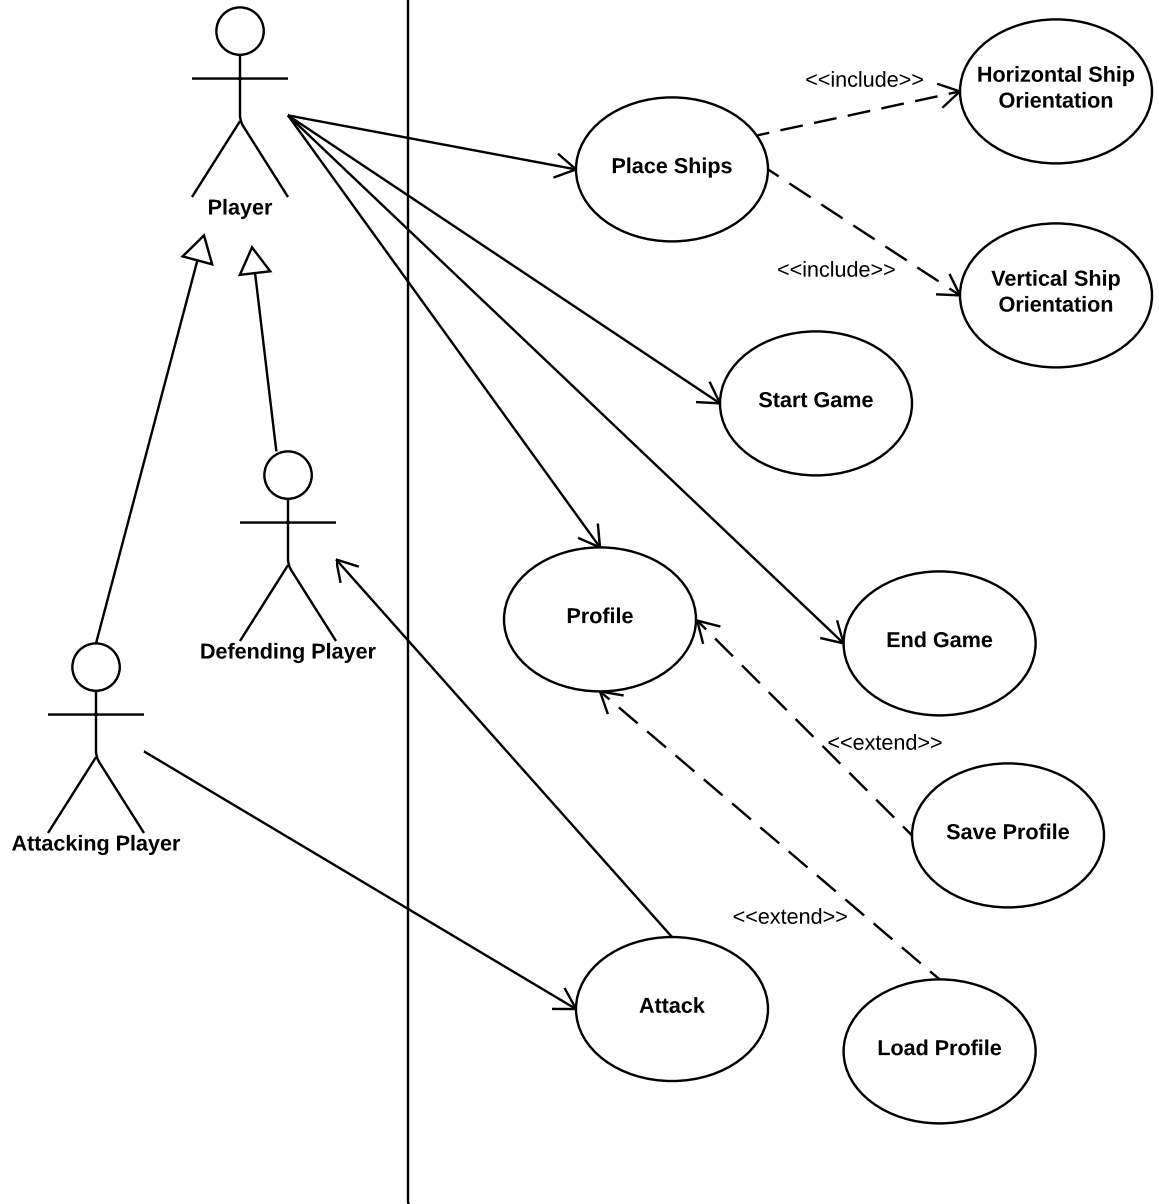 <<include>>
Horizontal Ship
Orientation
Place Ships
Player
<<include>>
Vertical Ship
Orientation
Start Game
Profile
End Game
Defending Player
<<extend>>
Save Profile
Attacking Player
<<extend>>
Attack
Load Profile